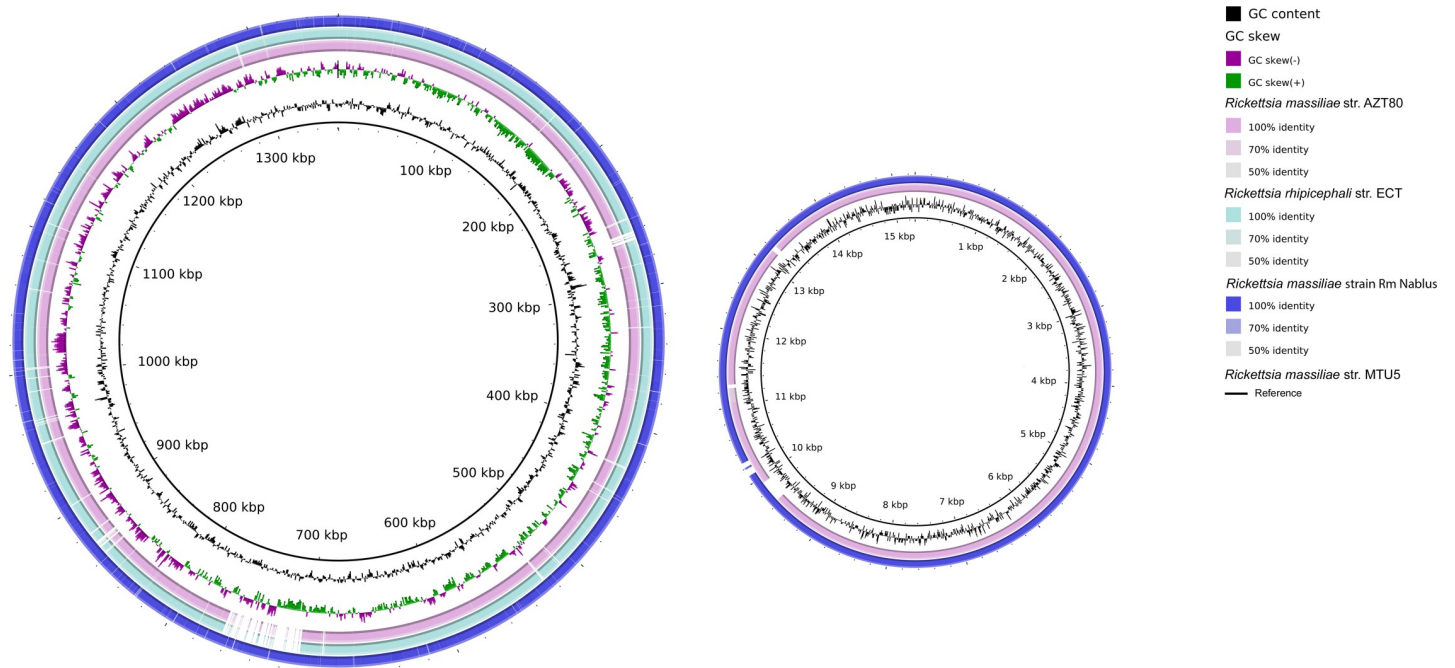 1300 kbp
100 kbp
1200 kbp
200 kbp
1100 kbp
300 kbp
1000 kbp
400 kbp
900 kbp
500 kbp
800 kbp
600 kbp
700 kbp
15 kbp
1 kbp
14 kbp
2 kbp
13 kbp
3 kbp
12 kbp
4 kbp
11 kbp
5 kbp
10 kbp
6 kbp
9 kbp
7 kbp
8 kbp
GC content
GC skew
GC skew(-)
GC skew(+)
Rickettsia massiliae str. AZT80
100% identity
70% identity
50% identity
Rickettsia rhipicephali str. ECT
100% identity
70% identity
50% identity
Rickettsia massiliae strain Rm Nablus
100% identity
70% identity
50% identity
Rickettsia massiliae str. MTU5
Reference